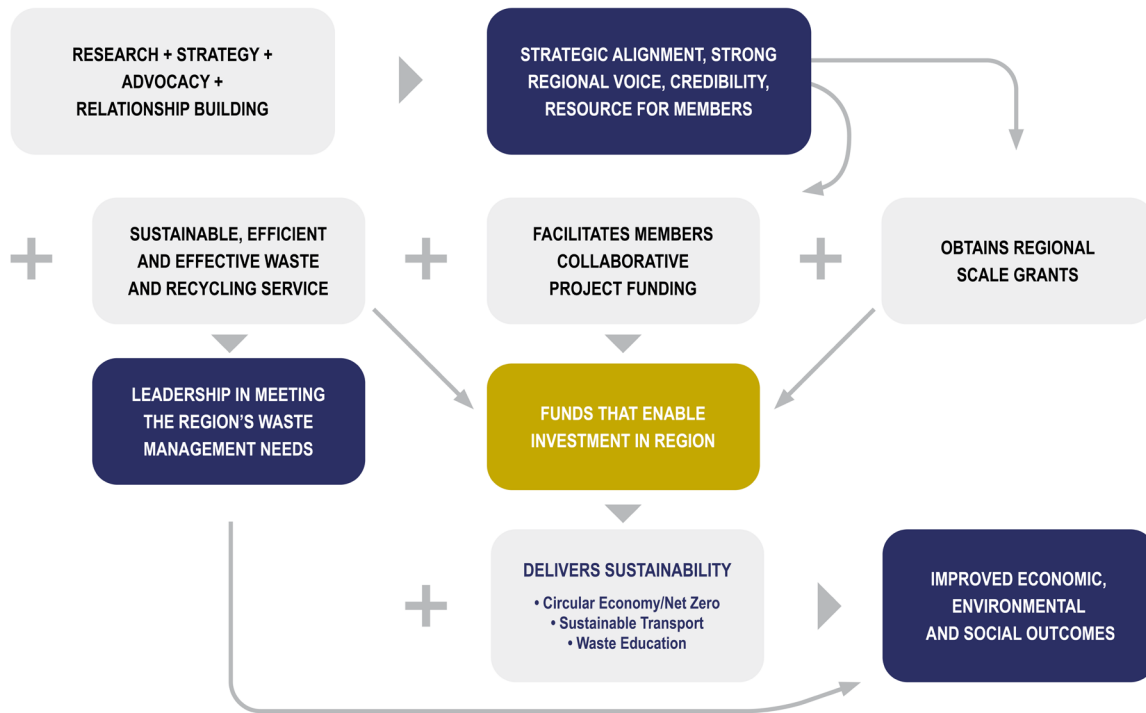 RESEARCH + STRATEGY +
ADVOCACY +
RELATIONSHIP BUILDING
STRATEGIC ALIGNMENT, STRONG
REGIONAL VOICE, CREDIBILITY,
RESOURCE FOR MEMBERS
+
SUSTAINABLE, EFFICIENT
AND EFFECTIVE WASTE
AND RECYCLING SERVICE
+
FACILITATES MEMBERS
COLLABORATIVE
PROJECT FUNDING
+
OBTAINS REGIONAL
SCALE GRANTS
LEADERSHIP IN MEETING
THE REGION’S WASTE
MANAGEMENT NEEDS
FUNDS THAT ENABLE
INVESTMENT IN REGION
+
DELIVERS SUSTAINABILITY
• Circular Economy/Net Zero
• Sustainable Transport
• Waste Education
IMPROVED ECONOMIC,
ENVIRONMENTAL
AND SOCIAL OUTCOMES